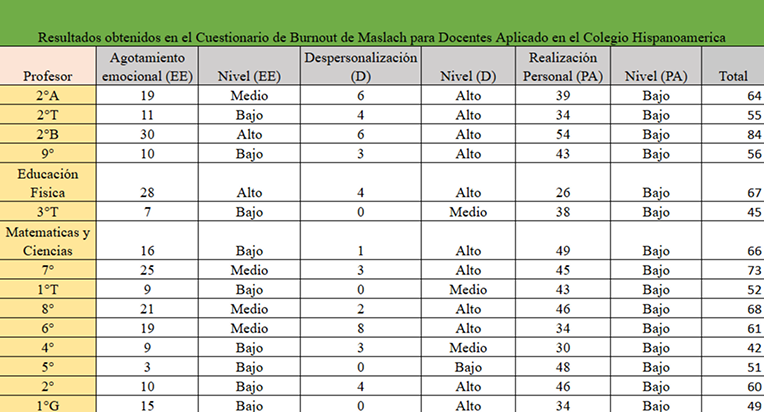 Resultados obtenidos en el Cuestionario de Burnout de Maslach para Docentes Aplicado en el Colegio Hispanoamerica
Profesor Agotamiento emocional (EE) Nivel (EE) Despersonalización (D) Nivel (D) Realización Personal (PA) Nivel (PA) Total
2°A 19 Medio 6 Alto 39 Bajo 64
2°T 11 Bajo 4 Alto 34 Bajo 55
2°B 30 Alto 6 Alto 54 Bajo 84
9° 10 Bajo 3 Alto 43 Bajo 56
Educación Fisica 28 Alto 4 Alto 26 Bajo 67
3°T 7 Bajo 0 Medio 38 Bajo 45
Matematicas y Ciencias 16 Bajo 1 Alto 49 Bajo 66
7° 25 Medio 3 Alto 45 Bajo 73
1°T 9 Bajo 0 Medio 43 Bajo 52
8° 21 Medio 2 Alto 46 Bajo 68
6° 19 Medio 8 Alto 34 Bajo 61
4° 9 Bajo 3 Medio 30 Bajo 42
5° 3 Bajo 0 Bajo 48 Bajo 51
2° 10 Bajo 4 Alto 46 Bajo 60
1°G 15 Bajo 0 Alto 34 Bajo 49